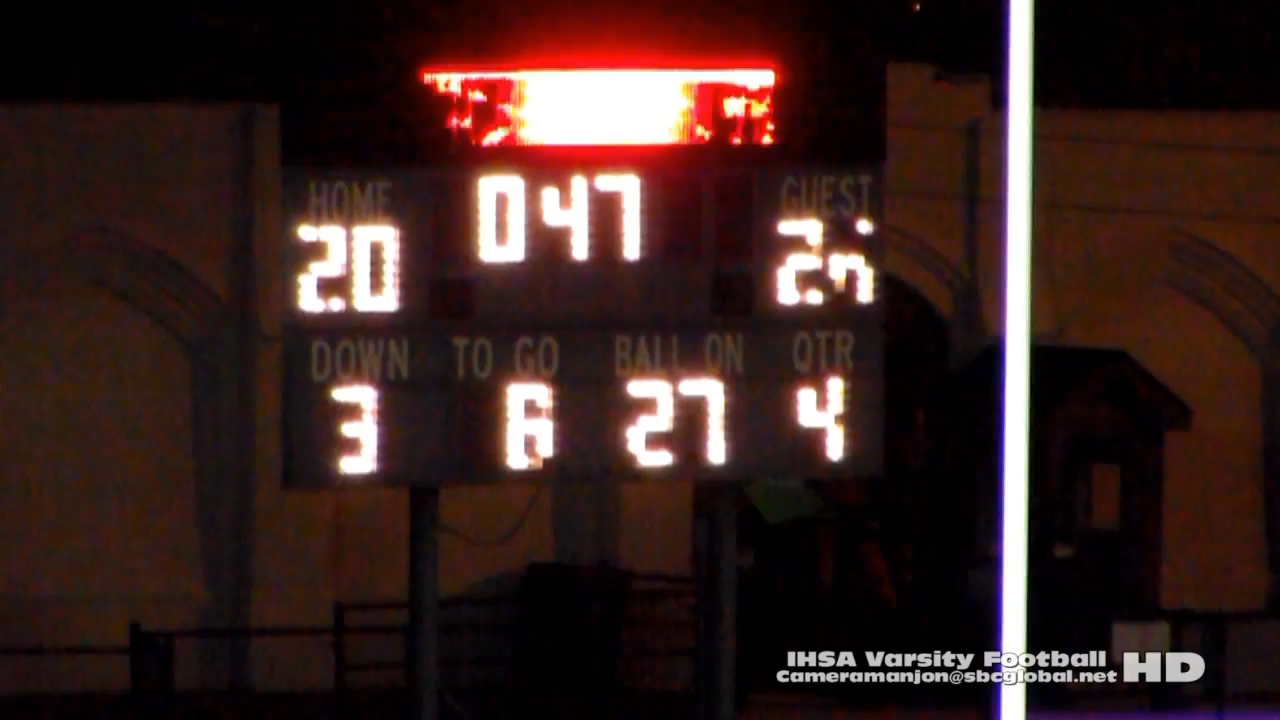 HOME
0 47
GUEST
20
DOWN
TO GO
BALL ON
QTR
3
6
27
4
IHSA Varsity Football HD
Cameramanjon@sbcglobal.net